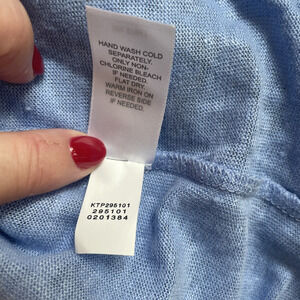 HAND WASH COLD
SEPARATELY.
ONLY NON-
CHLORINE BLEACH
IF NEEDED.
FLAT DRY.
WARM IRON ON
REVERSE SIDE
IF NEEDED.
KTP295101
295101
0201384